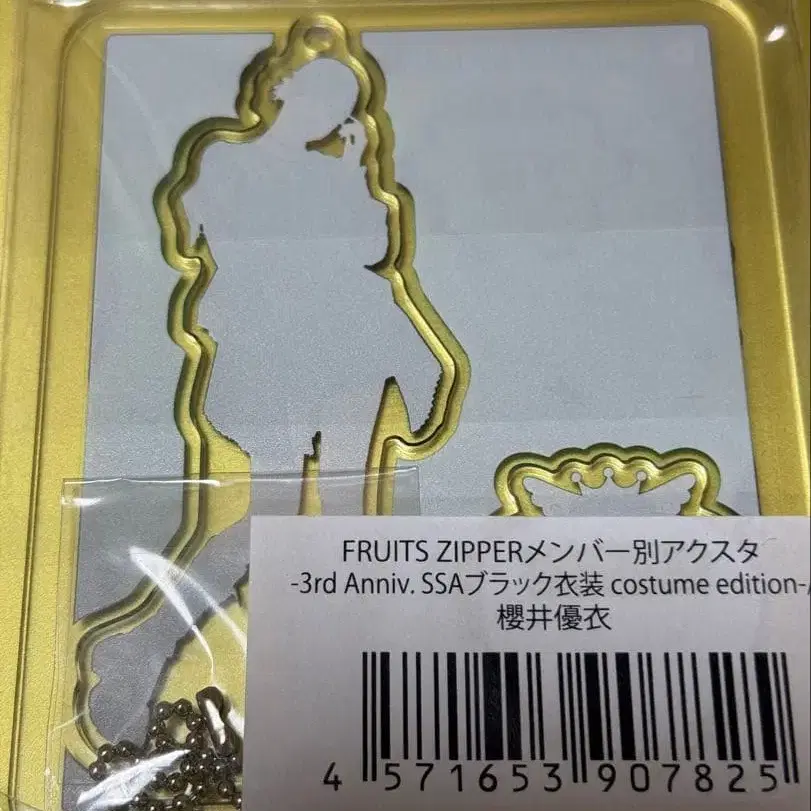 FRUITS ZIPPERメンバー別アクスタ
-3rd Anniv. SSAブラック衣装 costume edition-
櫻井優衣
4 571653 907825